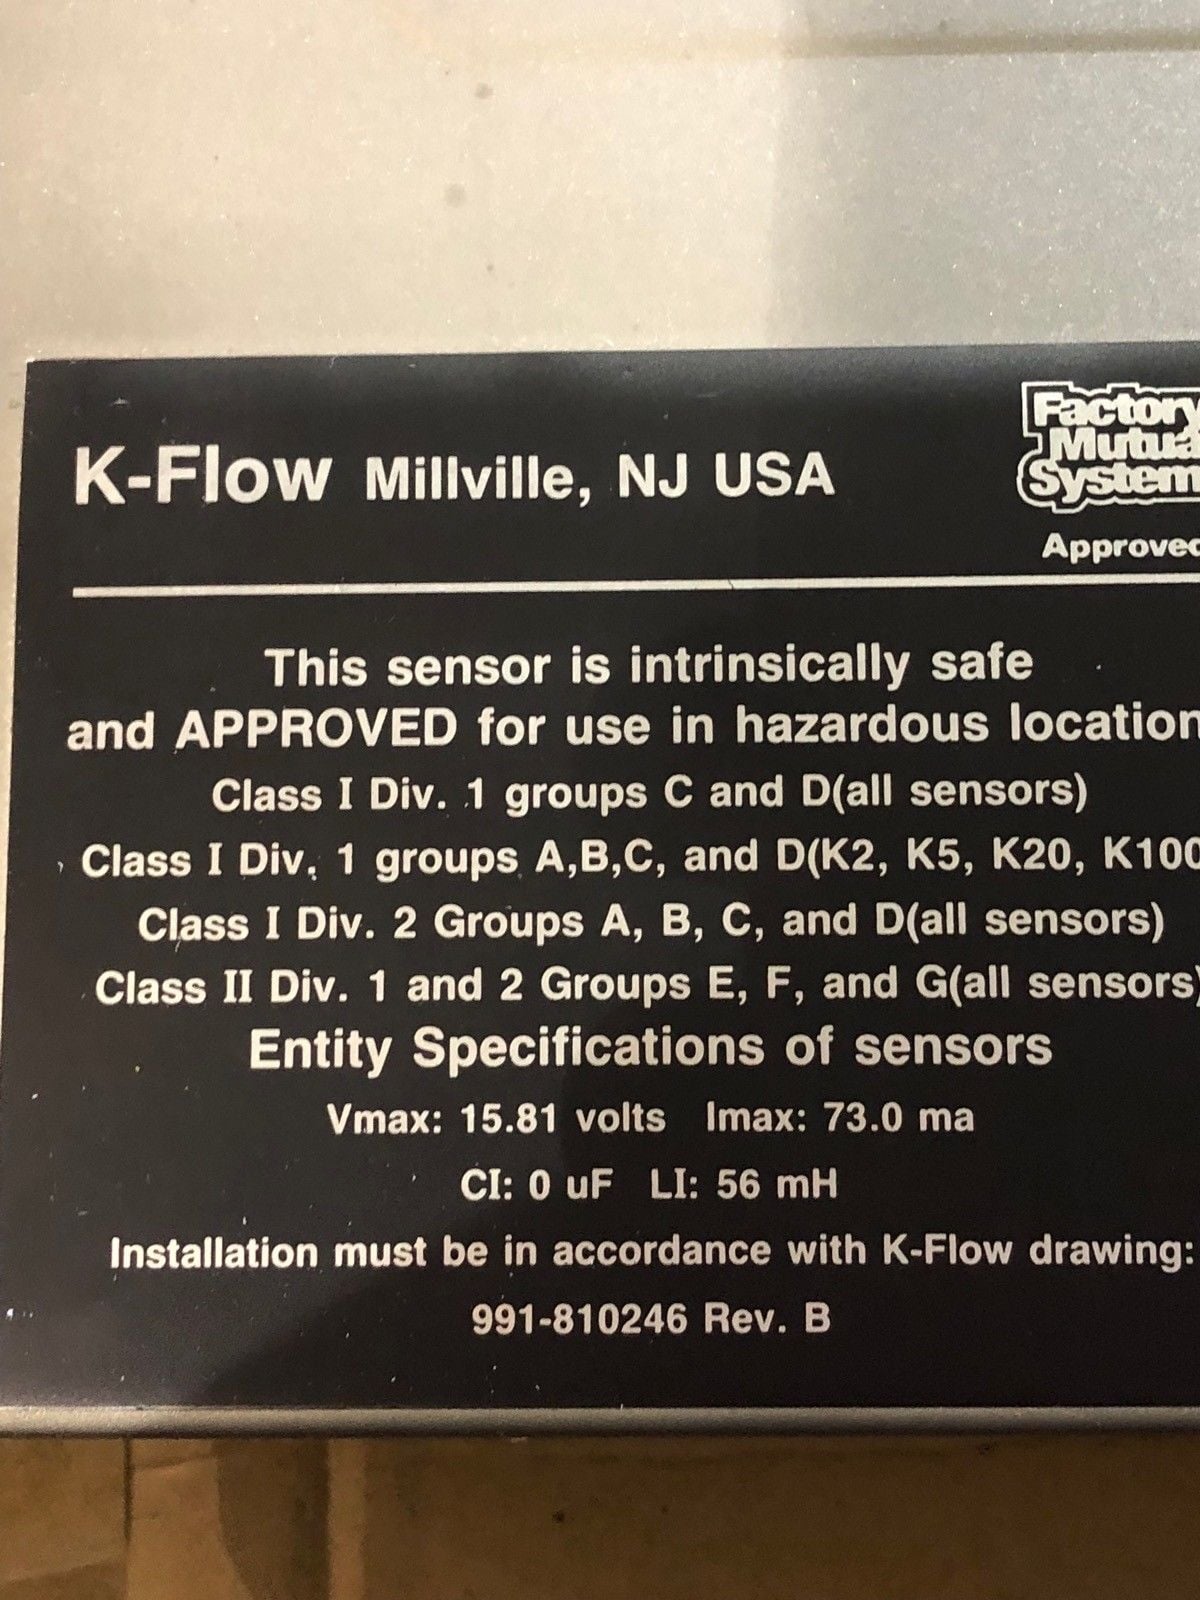 K-Flow Millville, NJ USA
Factory
Mutua
System
Approved
This sensor is intrinsically safe
and APPROVED for use in hazardous location
Class I Div. 1 groups C and D(all sensors)
Class I Div. 1 groups A,B,C, and D(K2, K5, K20, K100
Class I Div. 2 Groups A, B, C, and D(all sensors)
Class II Div. 1 and 2 Groups E, F, and G(all sensors)
Entity Specifications of sensors
Vmax: 15.81 volts Imax: 73.0 ma
CI: 0 uF LI: 56 mH
Installation must be in accordance with K-Flow drawing:
991-810246 Rev. B